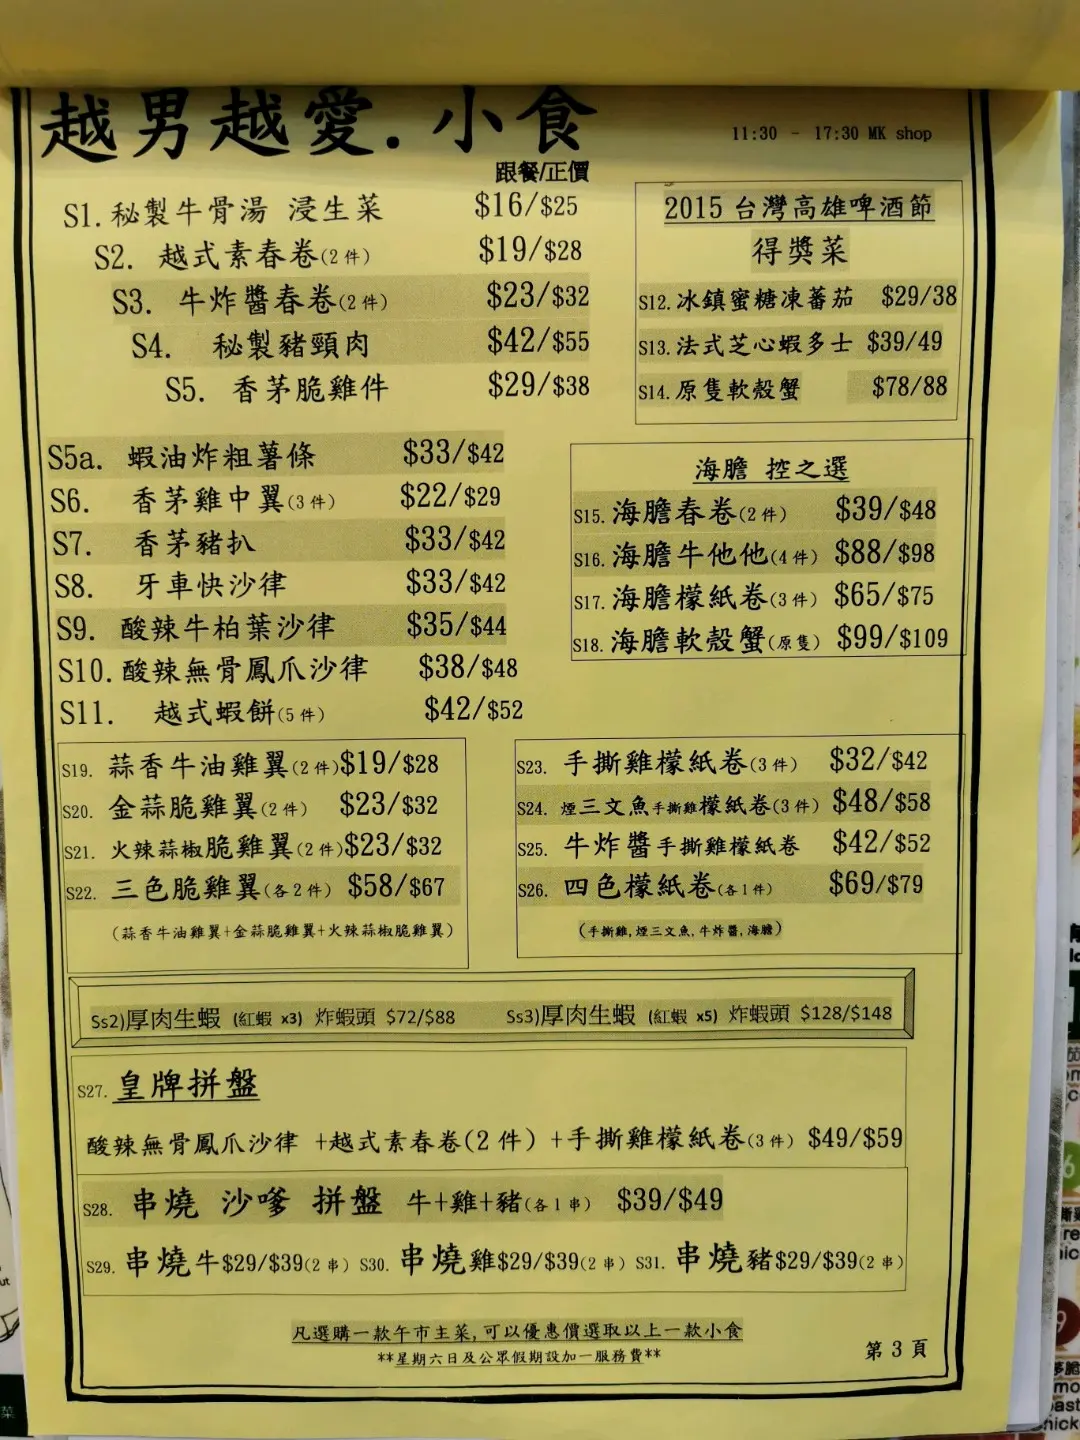 越男越愛.小食
11:30 - 17:30 MK shop
跟餐/正價
S1.秘製牛骨湯 浸生菜 $16/$25
S2. 越式素春卷(2 件) $19/$28
S3. 牛炸醬春卷(2 件) $23/$32
S4. 秘製豬頸肉 $42/$55
S5. 香茅脆雞件 $29/$38
2015 台灣高雄啤酒節
得獎菜
S12.冰鎮蜜糖凍蕃茄 $29/38
S13.法式芝心蝦多士 $39/49
S14.原隻軟殼蟹 $78/88
S5a. 蝦油炸粗薯條 $33/$42
S6. 香茅雞中翼(3 件) $22/$29
S7. 香茅豬扒 $33/$42
S8. 牙車快沙律 $33/$42
S9. 酸辣牛柏葉沙律 $35/$44
S10.酸辣無骨鳳爪沙律 $38/$48
S11. 越式蝦餅(5 件) $42/$52
海膽 控之選
S15.海膽春卷(2 件) $39/$48
S16.海膽牛他他(4 件) $88/$98
S17.海膽檬紙卷(3 件) $65/$75
S18.海膽軟殼蟹(原隻) $99/$109
S19. 蒜香牛油雞翼(2 件)$19/$28
S20. 金蒜脆雞翼(2 件) $23/$32
S21. 火辣蒜椒脆雞翼(2 件)$23/$32
S22. 三色脆雞翼(各 2 件) $58/$67
(蒜香牛油雞翼+金蒜脆雞翼+火辣蒜椒脆雞翼)
S23. 手撕雞檬紙卷(3 件) $32/$42
S24. 煙三文魚手撕雞檬紙卷(3 件) $48/$58
S25. 牛炸醬手撕雞檬紙卷 $42/$52
S26. 四色檬紙卷(各 1 件) $69/$79
(手撕雞,煙三文魚,牛炸醬,海膽)
Ss2)厚肉生蝦 (紅蝦 x3) 炸蝦頭 $72/$88 Ss3)厚肉生蝦 (紅蝦 x5) 炸蝦頭 $128/$148
S27. 皇牌拼盤
酸辣無骨鳳爪沙律 +越式素春卷(2 件) +手撕雞檬紙卷(3 件) $49/$59
S28. 串燒 沙嗲 拼盤 牛+雞+豬(各 1 串) $39/$49
S29. 串燒牛$29/$39(2 串) S30. 串燒雞$29/$39(2 串) S31. 串燒豬$29/$39(2 串)
凡選購一款午市主菜,可以優惠價選取以上一款小食
**星期六日及公眾假期設加一服務費**
第 3 頁